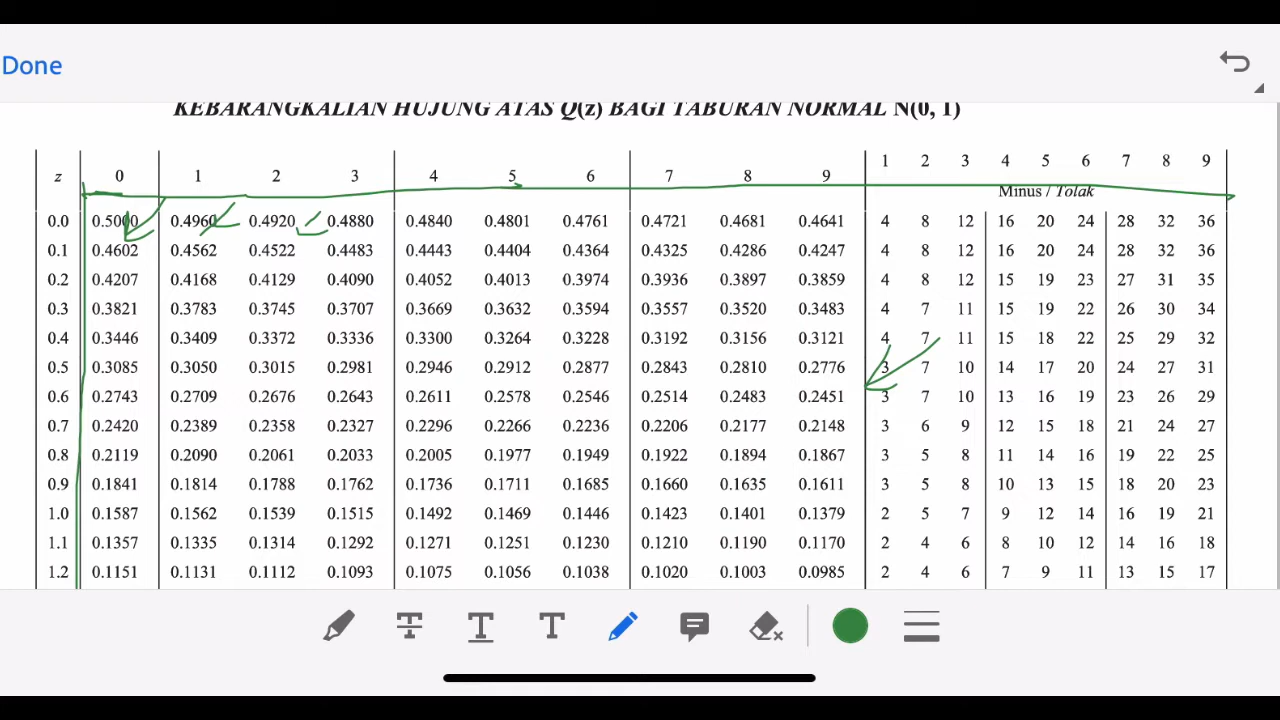 Done
KEBARANGKALIAN HUJUNG ATAS Q(z) BAGI TABURAN NORMAL N(0, 1)
z 0 1 2 3 4 5 6 7 8 9 1 2 3 4 5 6 7 8 9
Minus / Tolak
0.0 0.5000 0.4960 0.4920 0.4880 0.4840 0.4801 0.4761 0.4721 0.4681 0.4641 4 8 12 16 20 24 28 32 36
0.1 0.4602 0.4562 0.4522 0.4483 0.4443 0.4404 0.4364 0.4325 0.4286 0.4247 4 8 12 16 20 24 28 32 36
0.2 0.4207 0.4168 0.4129 0.4090 0.4052 0.4013 0.3974 0.3936 0.3897 0.3859 4 8 12 15 19 23 27 31 35
0.3 0.3821 0.3783 0.3745 0.3707 0.3669 0.3632 0.3594 0.3557 0.3520 0.3483 4 7 11 15 19 22 26 30 34
0.4 0.3446 0.3409 0.3372 0.3336 0.3300 0.3264 0.3228 0.3192 0.3156 0.3121 4 7 11 15 18 22 25 29 32
0.5 0.3085 0.3050 0.3015 0.2981 0.2946 0.2912 0.2877 0.2843 0.2810 0.2776 3 7 10 14 17 20 24 27 31
0.6 0.2743 0.2709 0.2676 0.2643 0.2611 0.2578 0.2546 0.2514 0.2483 0.2451 3 7 10 13 16 19 23 26 29
0.7 0.2420 0.2389 0.2358 0.2327 0.2296 0.2266 0.2236 0.2206 0.2177 0.2148 3 6 9 12 15 18 21 24 27
0.8 0.2119 0.2090 0.2061 0.2033 0.2005 0.1977 0.1949 0.1922 0.1894 0.1867 3 5 8 11 14 16 19 22 25
0.9 0.1841 0.1814 0.1788 0.1762 0.1736 0.1711 0.1685 0.1660 0.1635 0.1611 3 5 8 10 13 15 18 20 23
1.0 0.1587 0.1562 0.1539 0.1515 0.1492 0.1469 0.1446 0.1423 0.1401 0.1379 2 5 7 9 12 14 16 19 21
1.1 0.1357 0.1335 0.1314 0.1292 0.1271 0.1251 0.1230 0.1210 0.1190 0.1170 2 4 6 8 10 12 14 16 18
1.2 0.1151 0.1131 0.1112 0.1093 0.1075 0.1056 0.1038 0.1020 0.1003 0.0985 2 4 6 7 9 11 13 15 17